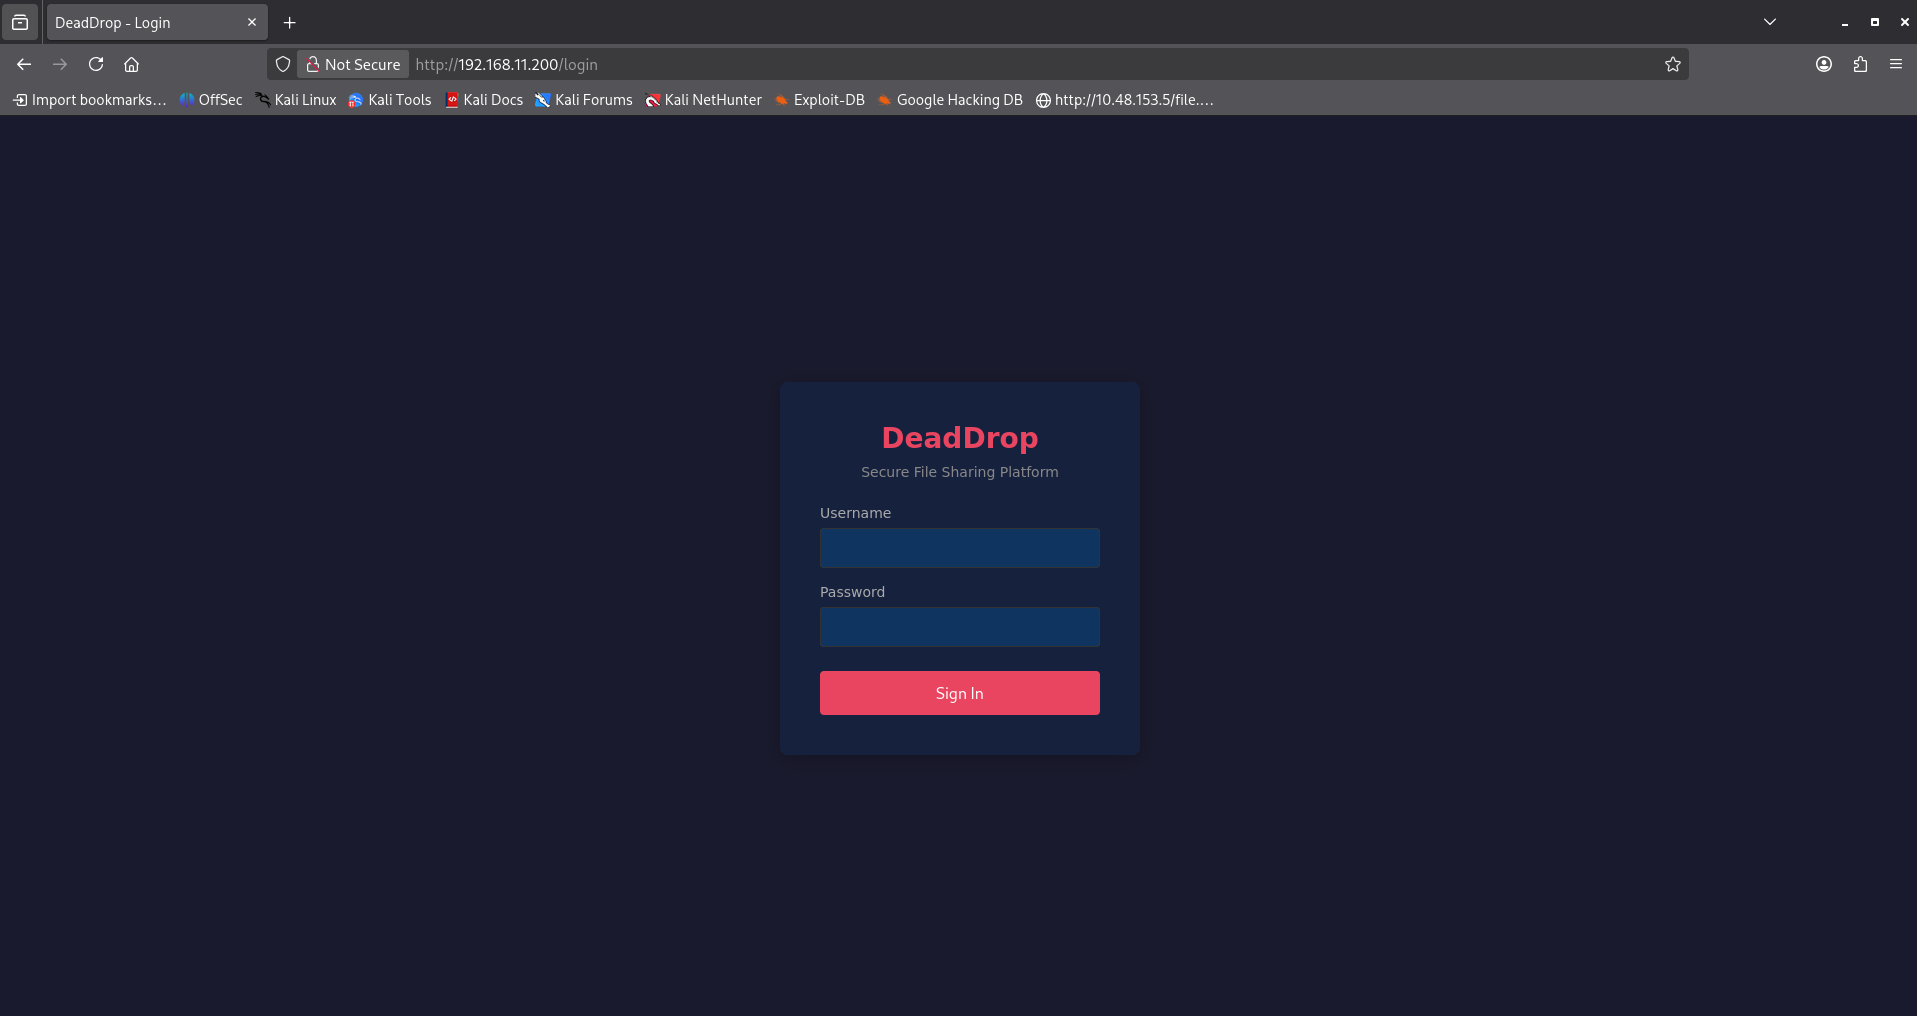 DeadDrop - Login
Not Secure http://192.168.11.200/login
Import bookmarks... OffSec Kali Linux Kali Tools Kali Docs Kali Forums Kali NetHunter Exploit-DB Google Hacking DB http://10.48.153.5/file....
DeadDrop
Secure File Sharing Platform
Username
Password
Sign In